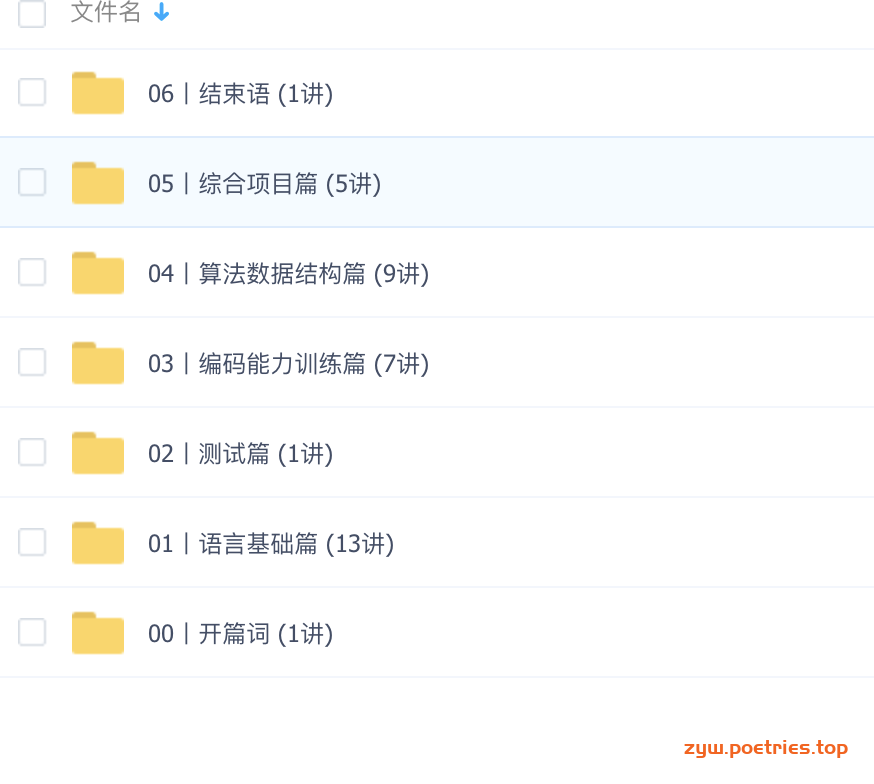 文件名
06丨结束语 (1讲)
05丨综合项目篇 (5讲)
04丨算法数据结构篇 (9讲)
03丨编码能力训练篇 (7讲)
02丨测试篇 (1讲)
01丨语言基础篇 (13讲)
00丨开篇词 (1讲)
zyw.poetries.top